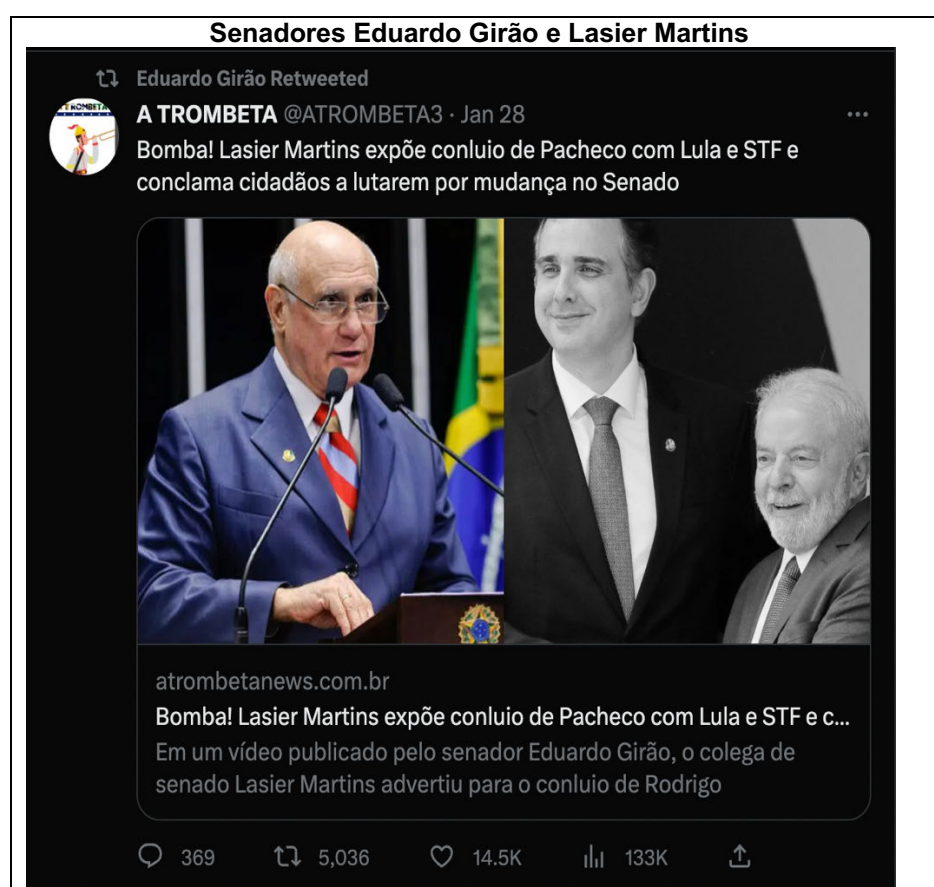 Senadores Eduardo Girão e Lasier Martins
Eduardo Girão Retweeted
A TROMBETA @ATROMBETA3 · Jan 28
Bomba! Lasier Martins expõe conluio de Pacheco com Lula e STF e
conclama cidadãos a lutarem por mudança no Senado
atrombetanews.com.br
Bomba! Lasier Martins expõe conluio de Pacheco com Lula e STF e c...
Em um vídeo publicado pelo senador Eduardo Girão, o colega de
senado Lasier Martins advertiu para o conluio de Rodrigo
369 5,036 14.5K 133K